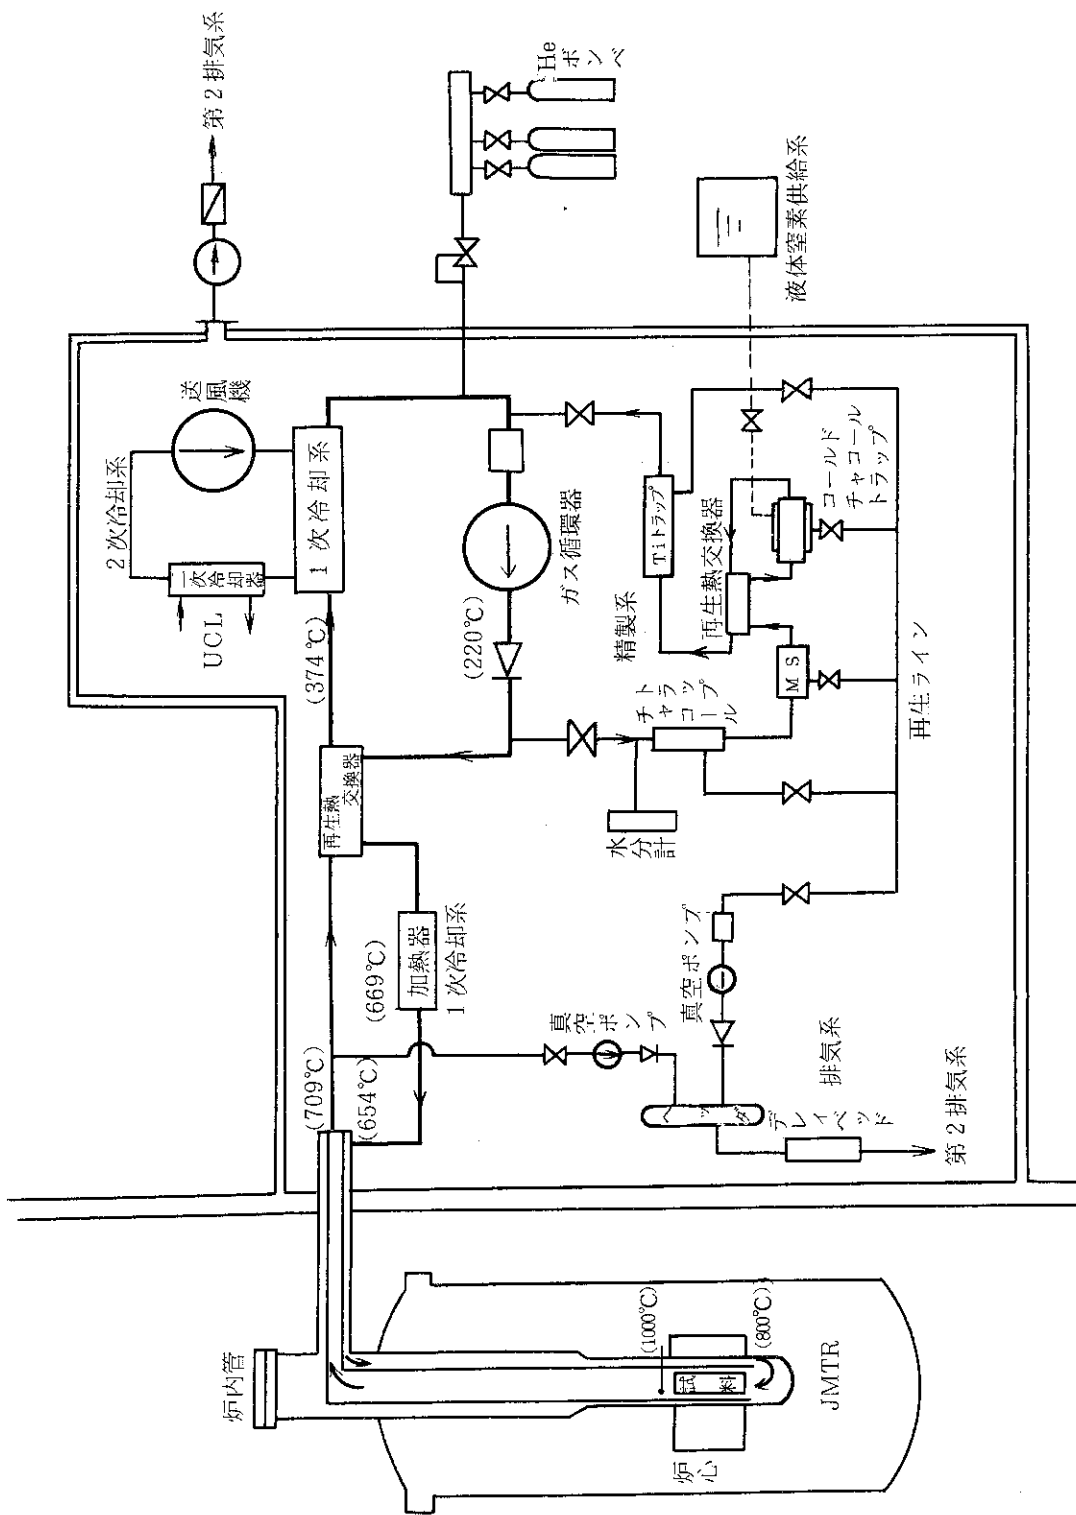 第2排気系
He
ボンベ
送風機
2次冷却系
二次冷却器
UCL
1次冷却系
(374℃)
液体窒素供給系
ガス循環器
(220℃)
Tiトラップ
精製系
再生熱交換器
コールド
チャコール
トラップ
MS
チャコール
トラップ
水分計
再生ライン
再生熱
交換器
加熱器
1次冷却系
(669℃)
(709℃)
(654℃)
真空
ポンプ
真空ポンプ
ヘッダ
排気系
デレイベッド
第2排気系
炉内管
(1000℃)
(800℃)
試料
炉心
JMTR